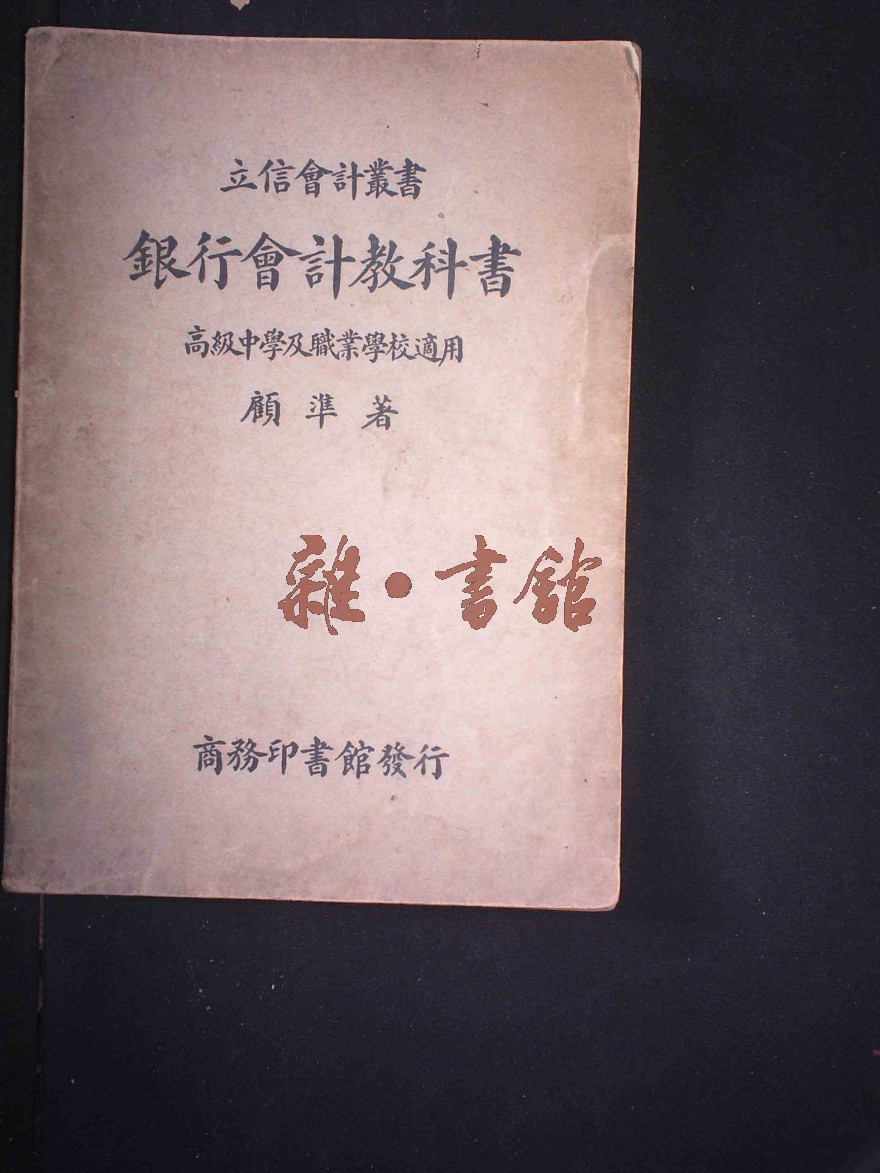 立信會計叢書
銀行會計教科書
高級中學及職業學校適用
顧準著
雜·書館
商務印書館發行